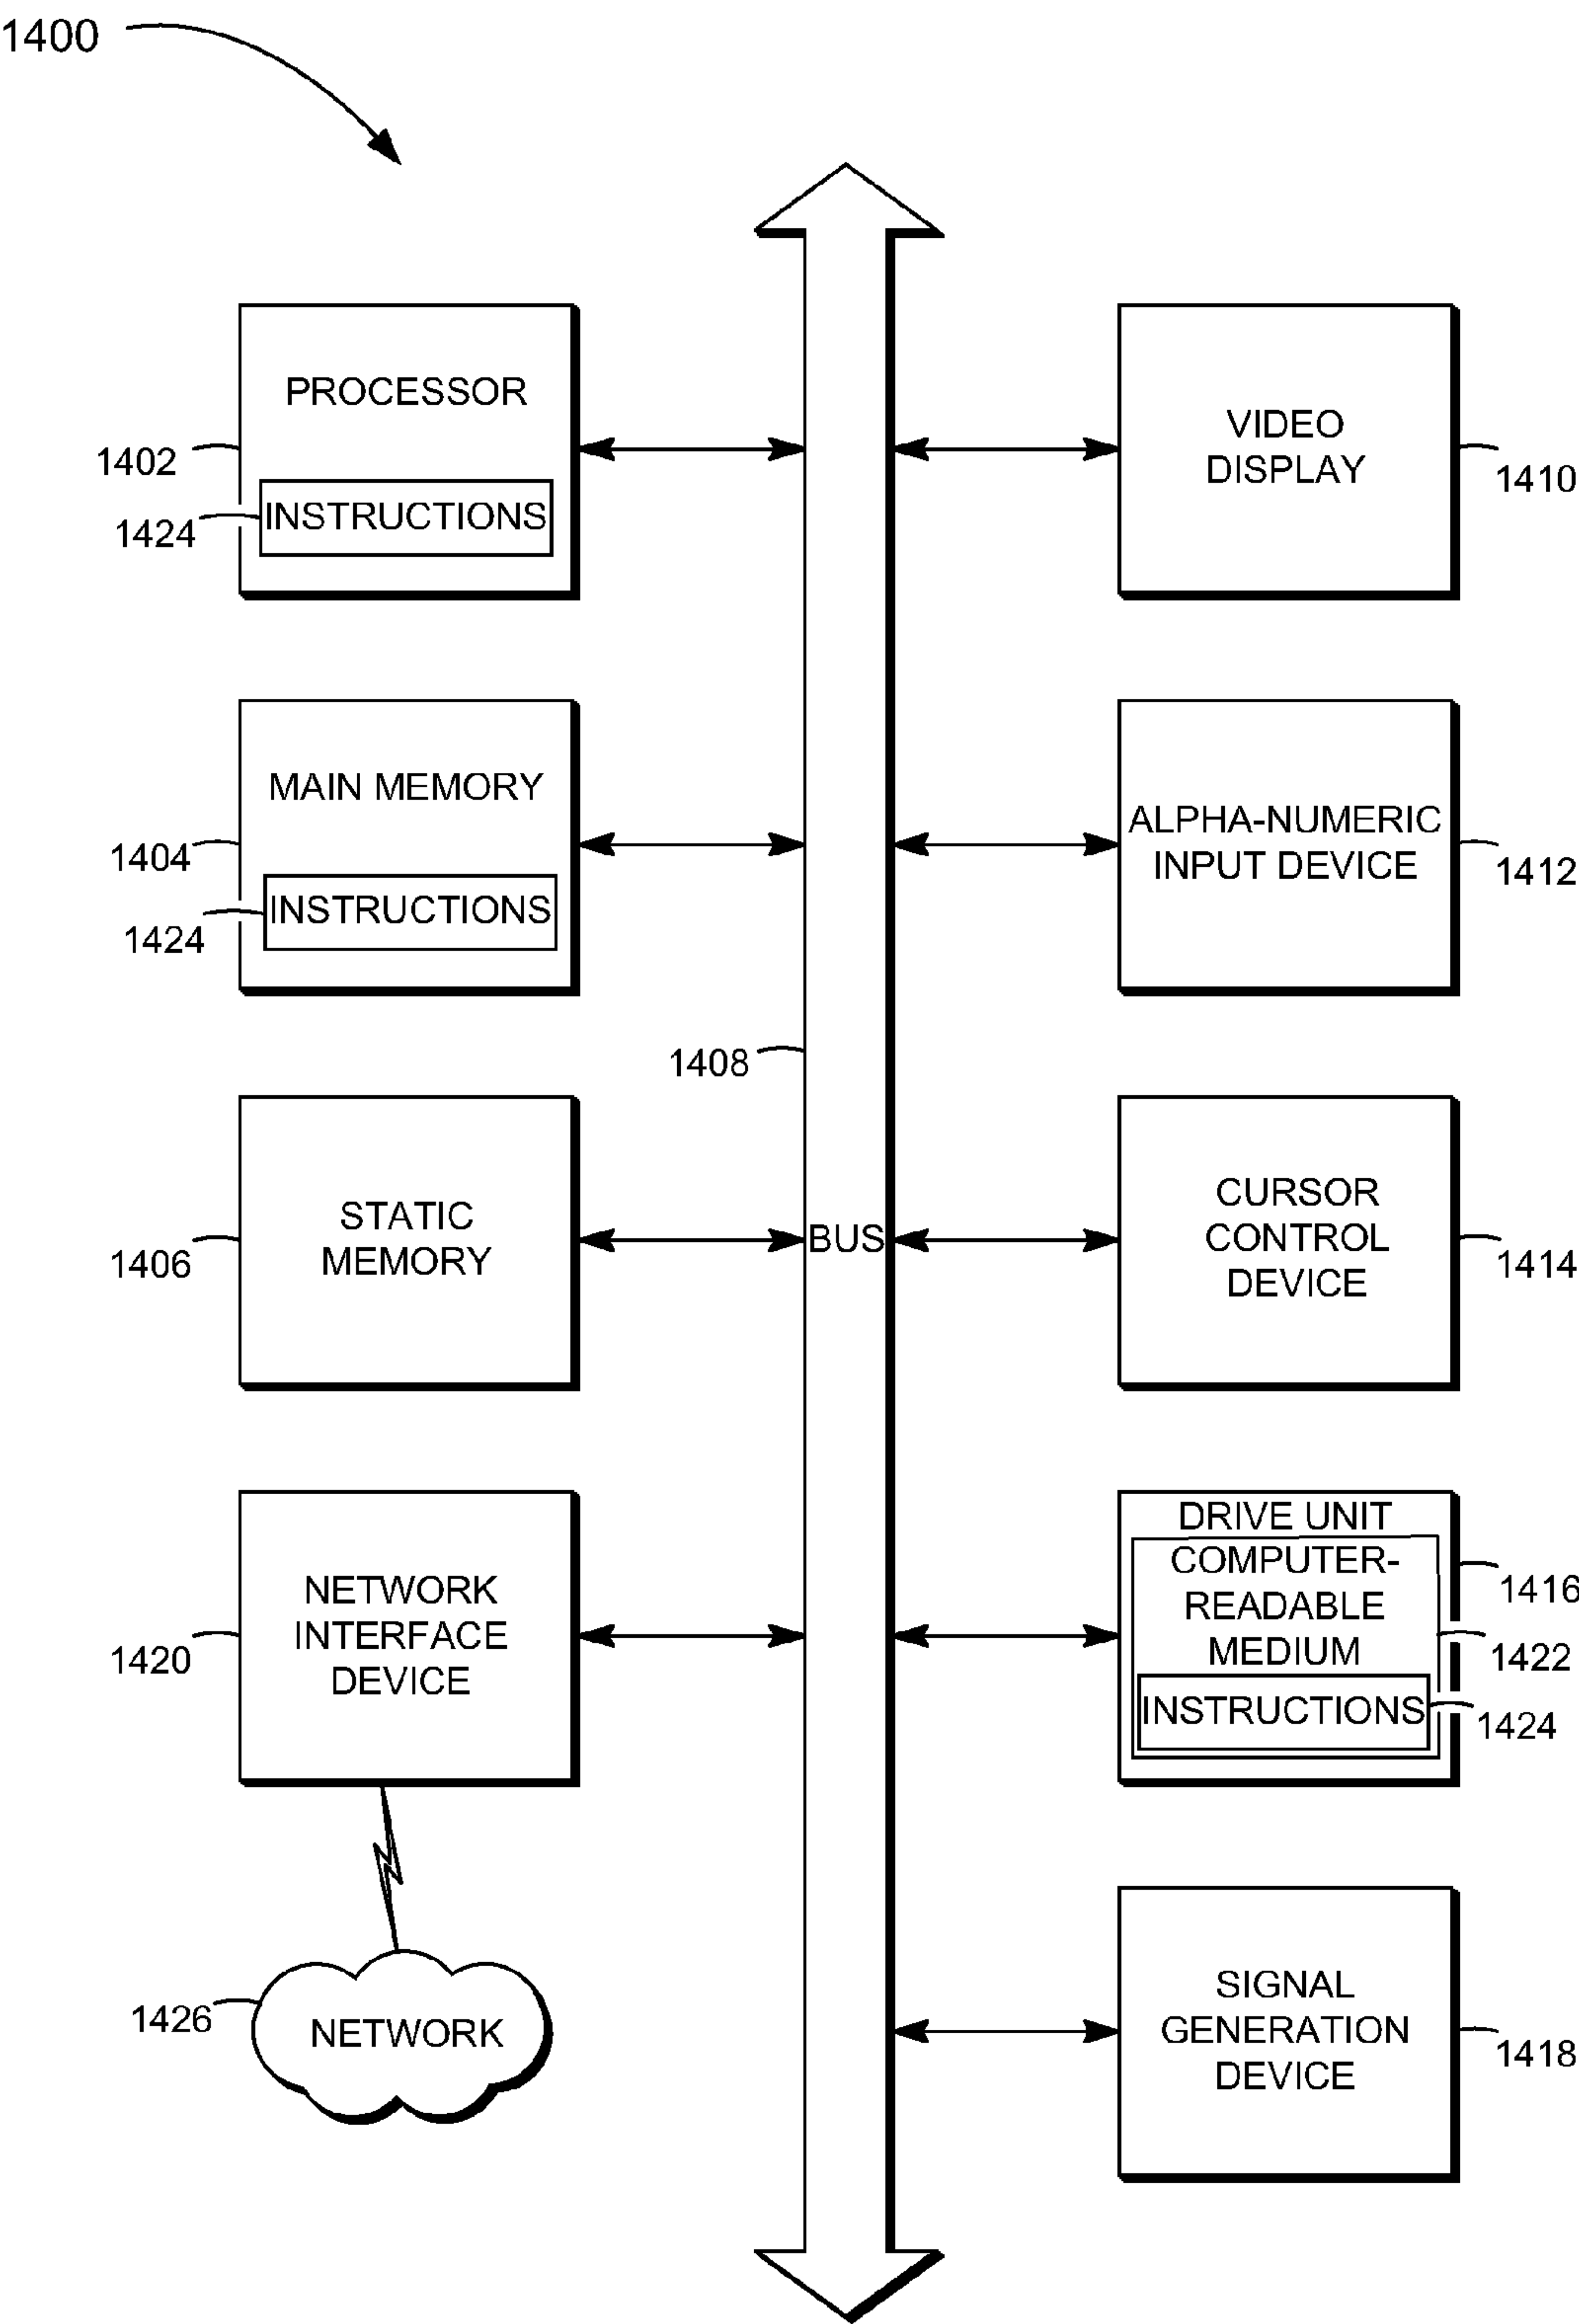 1400
PROCESSOR
1402
INSTRUCTIONS
1424
VIDEO
DISPLAY
1410
MAIN MEMORY
1404
INSTRUCTIONS
1424
ALPHA-NUMERIC
INPUT DEVICE
1412
1408
STATIC
MEMORY
1406
BUS
CURSOR
CONTROL
DEVICE
1414
NETWORK
INTERFACE
DEVICE
1420
DRIVE UNIT
COMPUTER-
READABLE
MEDIUM
INSTRUCTIONS
1416
1422
1424
1426
NETWORK
SIGNAL
GENERATION
DEVICE
1418